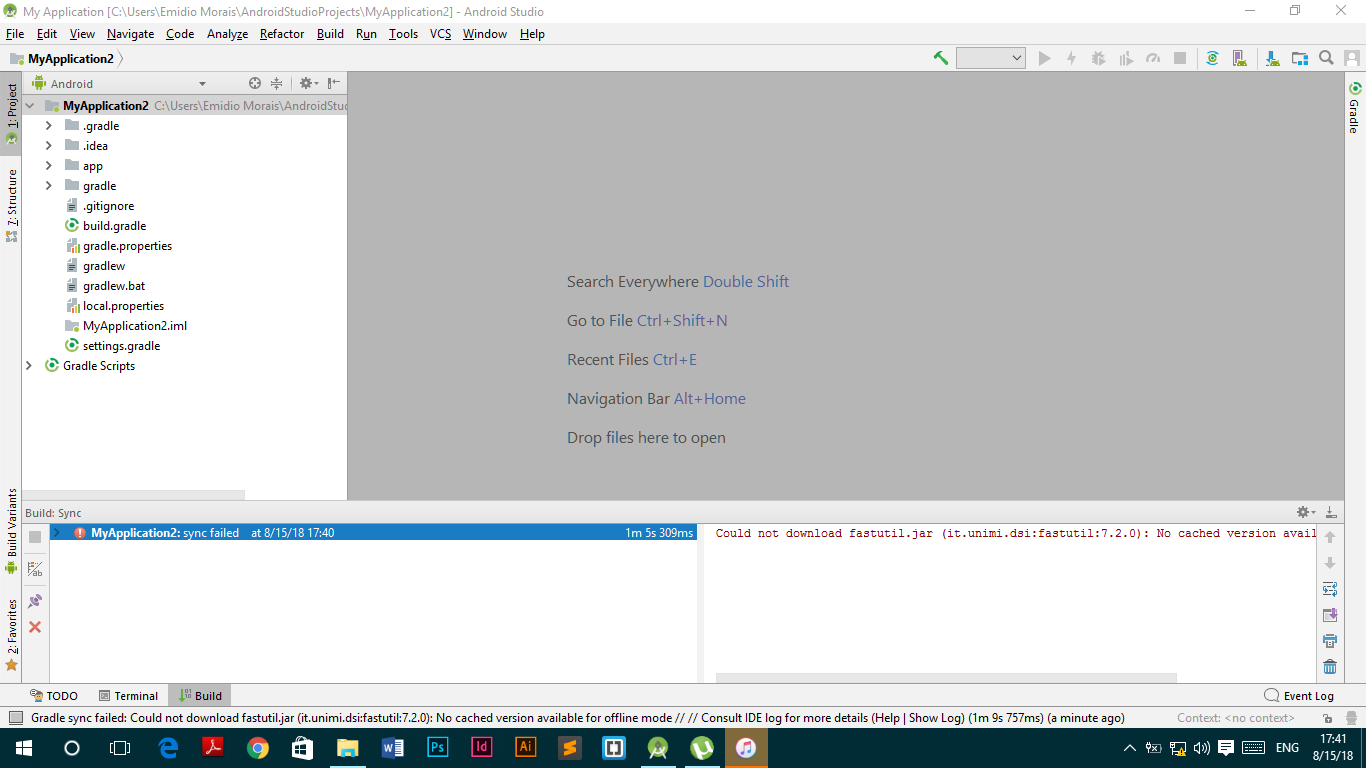 My Application [C:\Users\Emidio Morais\AndroidStudioProjects\MyApplication2] - Android Studio
File Edit View Navigate Code Analyze Refactor Build Run Tools VCS Window Help
MyApplication2
1: Project
7: Structure
Build Variants
2: Favorites
Android
MyApplication2 C:\Users\Emidio Morais\AndroidStud
.gradle
.idea
app
gradle
.gitignore
build.gradle
gradle.properties
gradlew
gradlew.bat
local.properties
MyApplication2.iml
settings.gradle
Gradle Scripts
Search Everywhere Double Shift
Go to File Ctrl+Shift+N
Recent Files Ctrl+E
Navigation Bar Alt+Home
Drop files here to open
Gradle
Build: Sync
MyApplication2: sync failed at 8/15/18 17:40 1m 5s 309ms
Could not download fastutil.jar (it.unimi.dsi:fastutil:7.2.0): No cached version avail
TODO Terminal Build Event Log
Gradle sync failed: Could not download fastutil.jar (it.unimi.dsi:fastutil:7.2.0): No cached version available for offline mode // // Consult IDE log for more details (Help | Show Log) (1m 9s 757ms) (a minute ago) Context: <no context>
Ps Id Ai
ENG
17:41
8/15/18